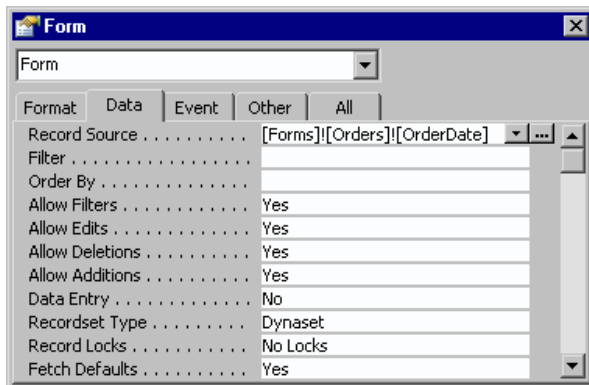 Form
Form
Format Data Event Other All
Record Source . . . . . . . . . . [Forms]![Orders]![OrderDate] ...
Filter . . . . . . . . . . . . . . . . .
Order By . . . . . . . . . . . . . .
Allow Filters . . . . . . . . . . . . Yes
Allow Edits . . . . . . . . . . . . . Yes
Allow Deletions . . . . . . . . . . Yes
Allow Additions . . . . . . . . . . Yes
Data Entry . . . . . . . . . . . . . No
Recordset Type . . . . . . . . . Dynaset
Record Locks . . . . . . . . . . . No Locks
Fetch Defaults . . . . . . . . . . Yes